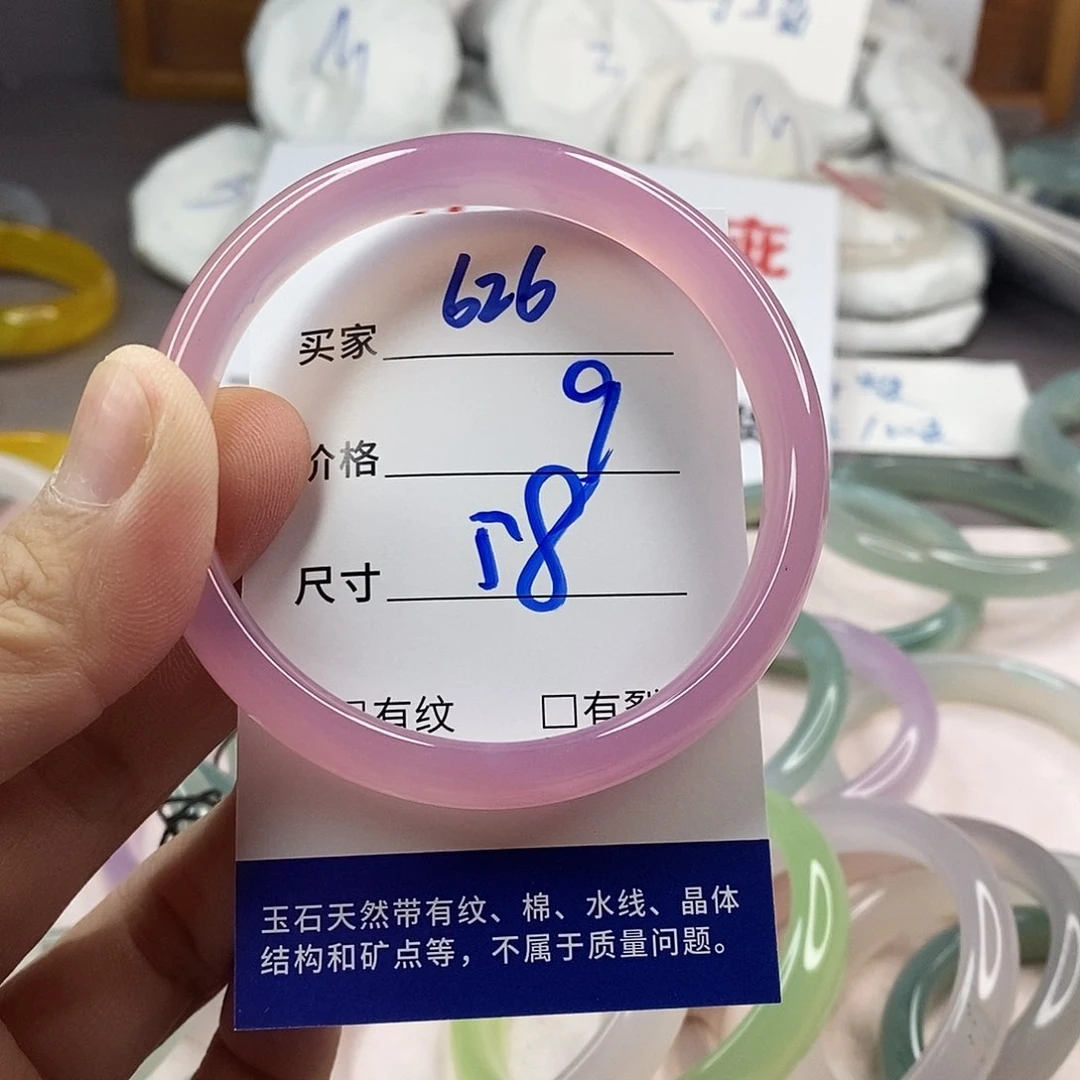 626
买家
9
价格
58
尺寸
有纹 □有裂
玉石天然带有纹、棉、水线、晶体
结构和矿点等，不属于质量问题。